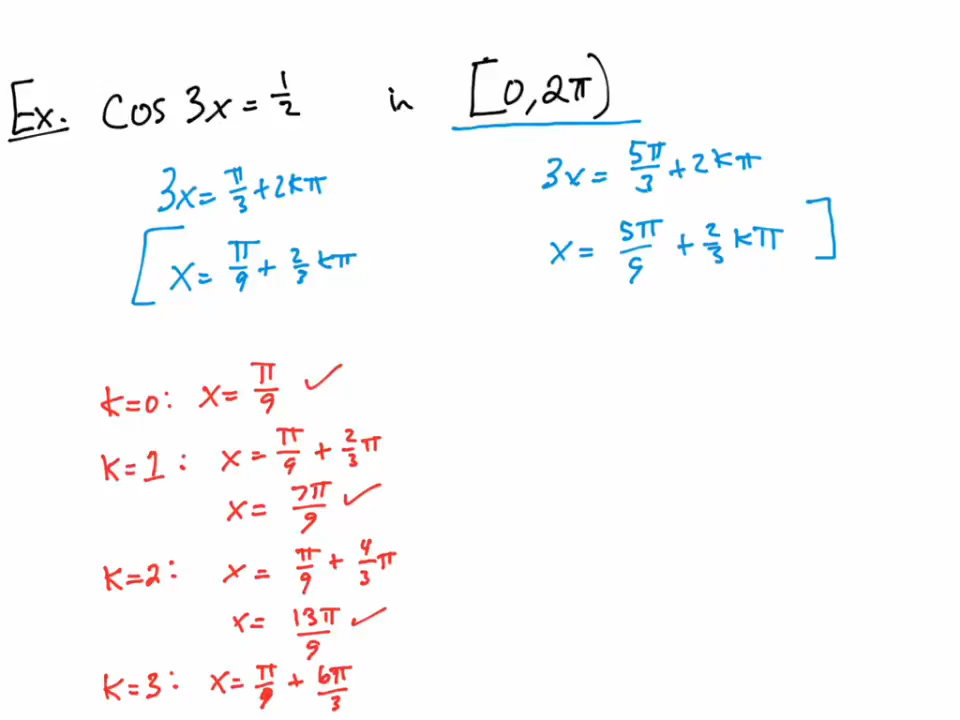 Ex. Cos 3x = 1/2 in [0, 2π)
3x = π/3 + 2kπ
x = π/9 + 2/3 kπ
3x = 5π/3 + 2kπ
x = 5π/9 + 2/3 kπ
k=0: x = π/9 ✓
k=1: x = π/9 + 2/3 π
x = 7π/9 ✓
k=2: x = π/9 + 4/3 π
x = 13π/9 ✓
k=3: x = π/9 + 6π/3